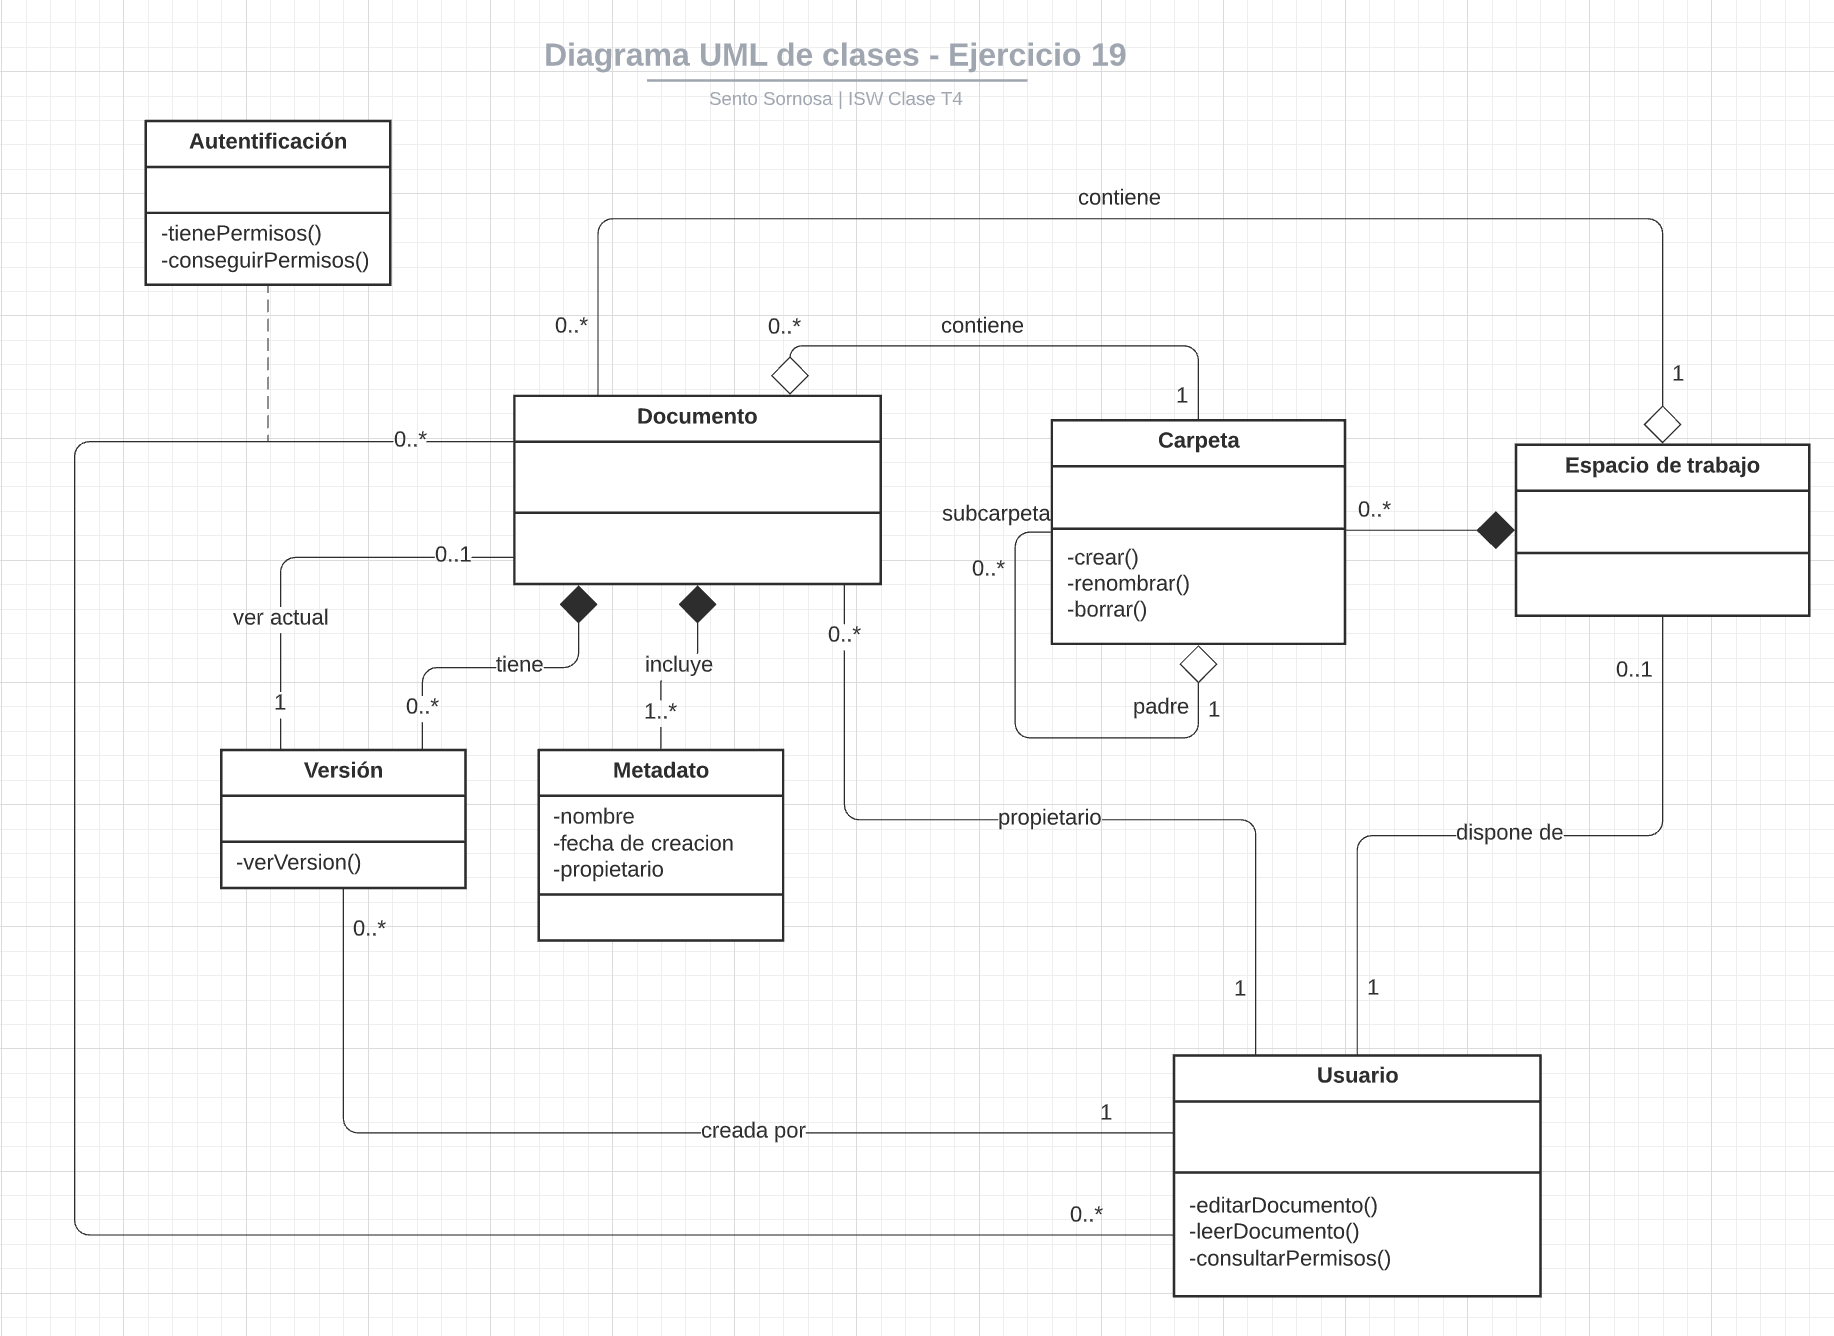 Diagrama UML de clases - Ejercicio 19
Sento Sornosa | ISW Clase T4
Autentificación
-tienePermisos()
-conseguirPermisos()
contiene
0..*
0..*
contiene
1
1
Documento
0..*
Carpeta
-crear()
-renombrar()
-borrar()
Espacio de trabajo
0..*
subcarpeta
0..*
padre
1
0..1
ver actual
1
tiene
0..*
incluye
1..*
0..*
0..1
Versión
-verVersion()
Metadato
-nombre
-fecha de creacion
-propietario
propietario
dispone de
0..*
1
1
creada por
1
0..*
Usuario
-editarDocumento()
-leerDocumento()
-consultarPermisos()